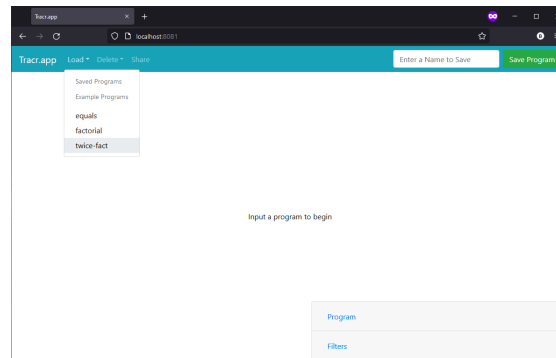 Tracr.app
localhost:8081
Tracr.app Load Delete Share Enter a Name to Save Save Program
Saved Programs
Example Programs
equals
factorial
twice-fact
Input a program to begin
Program
Filters